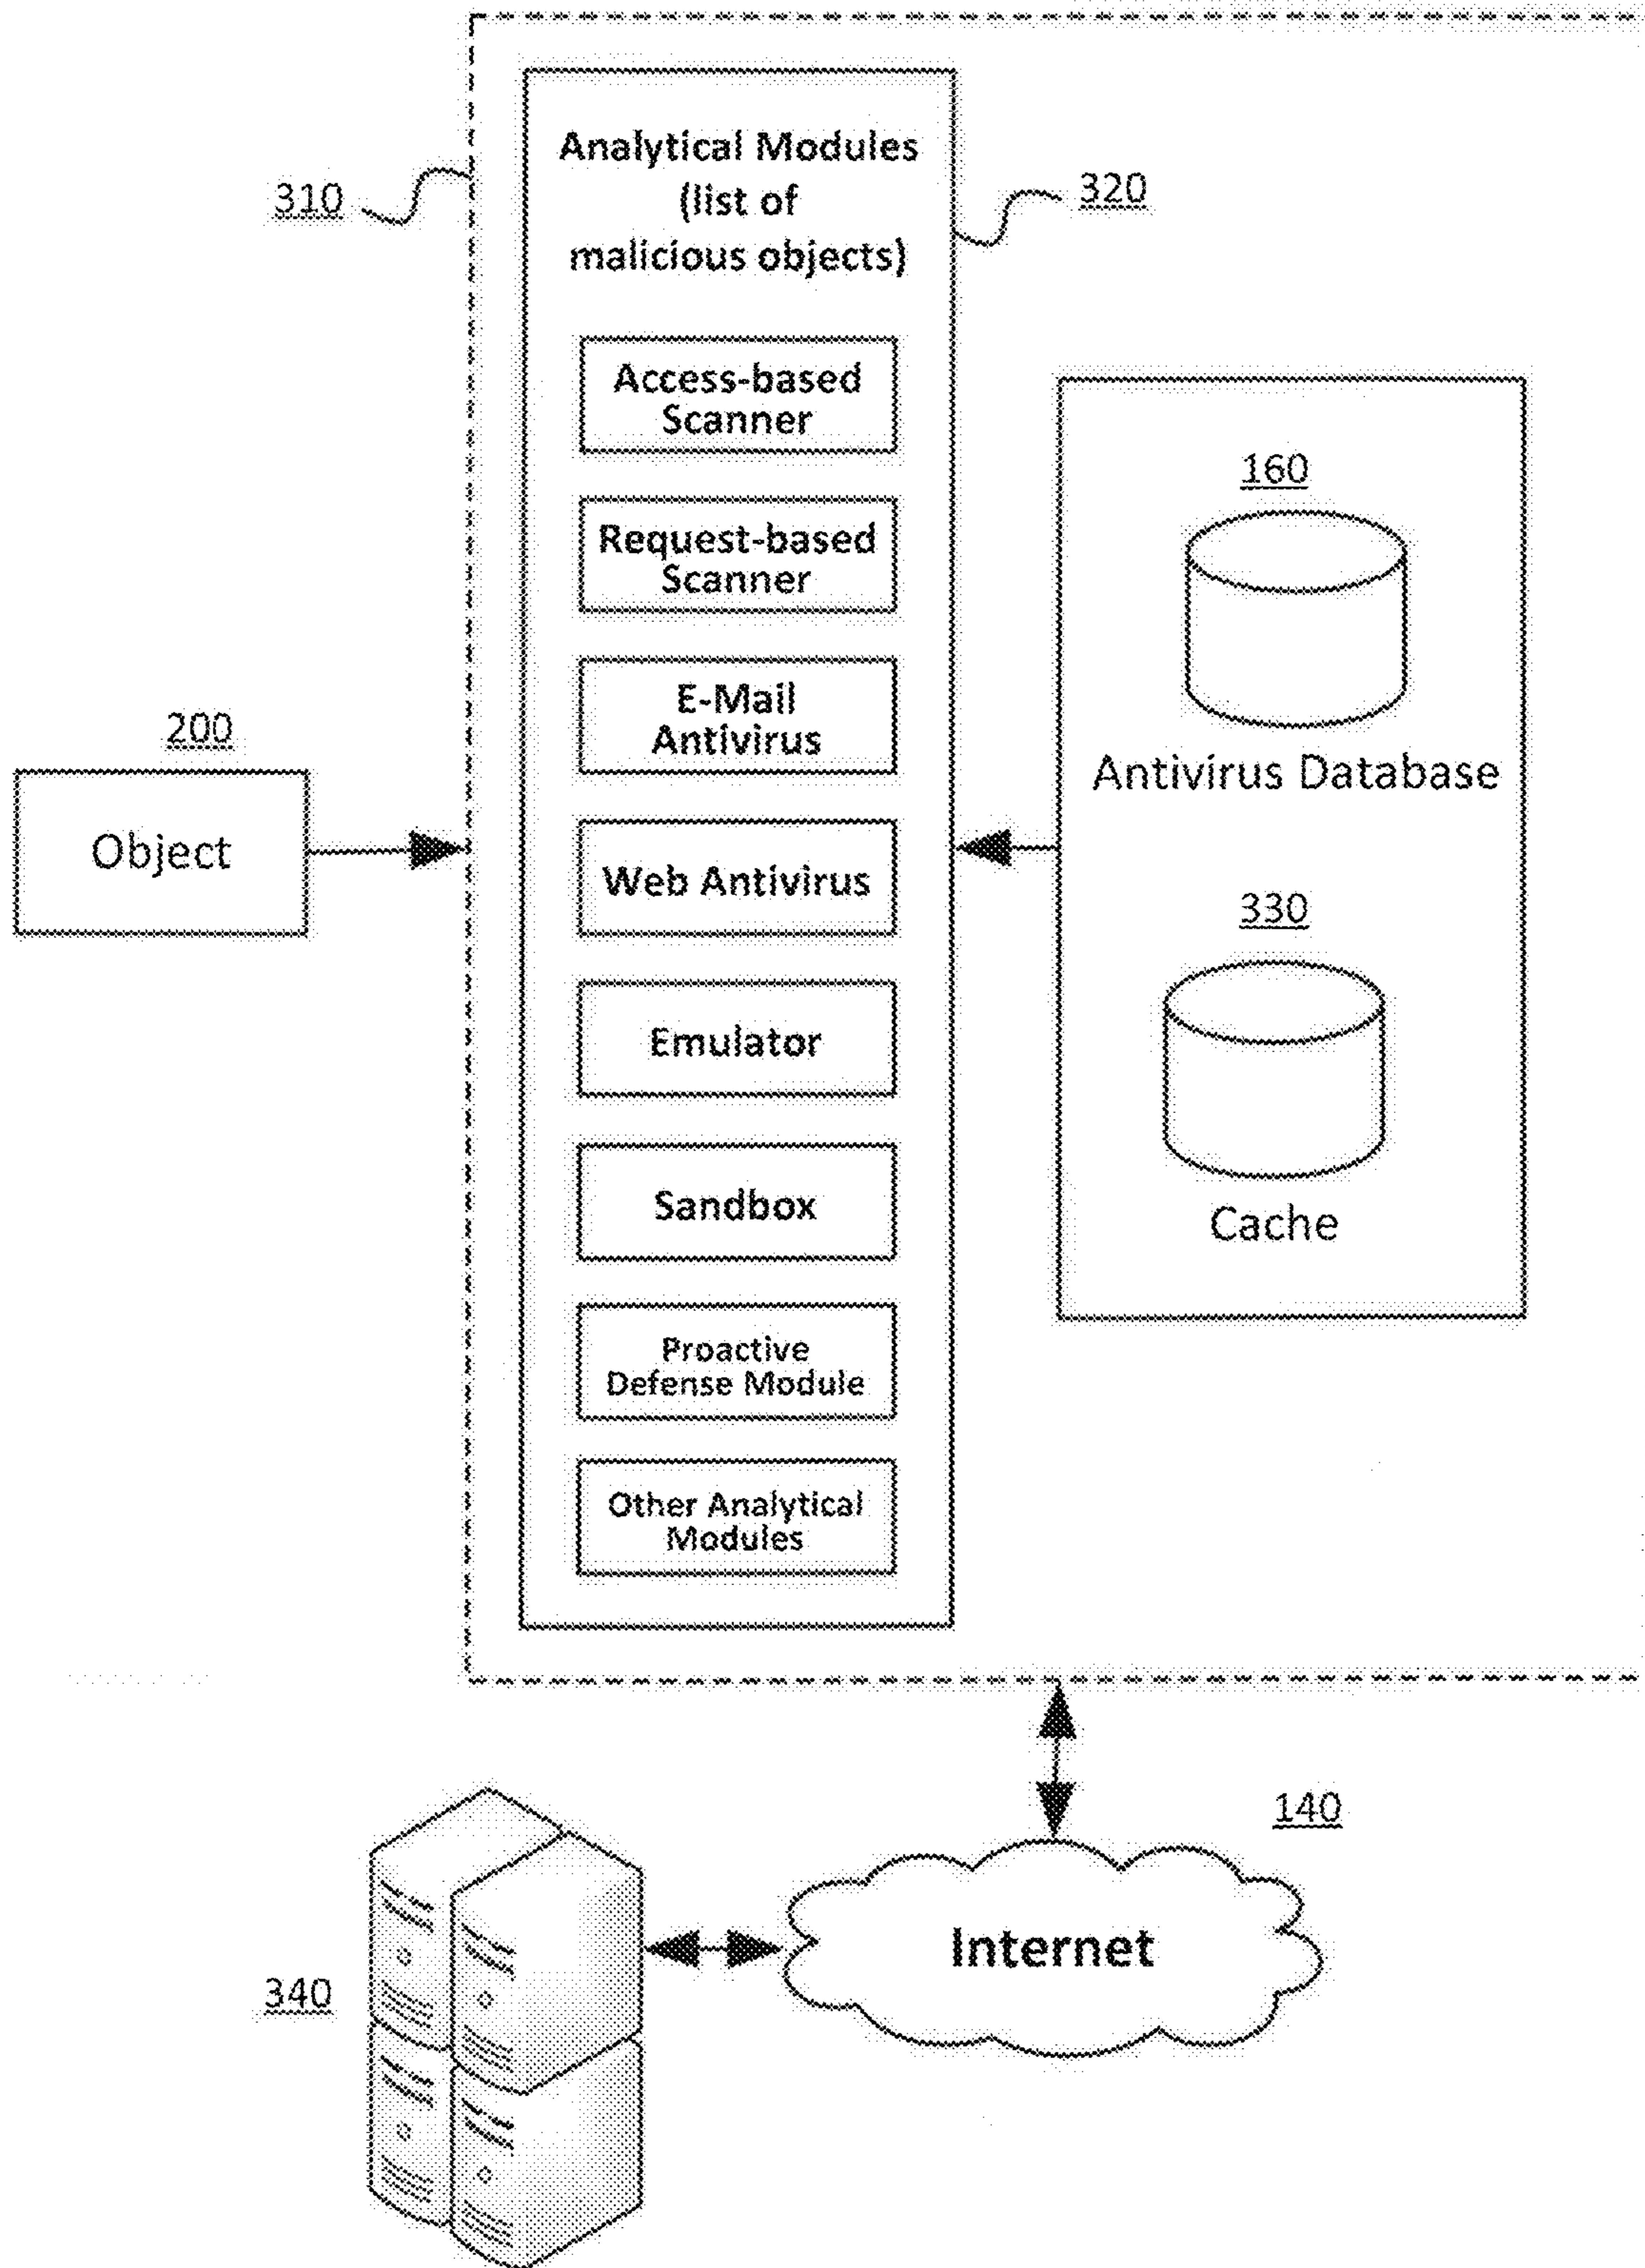 310
Analytical Modules
(list of
malicious objects)
320
Access-based
Scanner
Request-based
Scanner
E-Mail
Antivirus
Web Antivirus
Emulator
Sandbox
Proactive
Defense Module
Other Analytical
Modules
200
Object
160
Antivirus Database
330
Cache
140
Internet
340